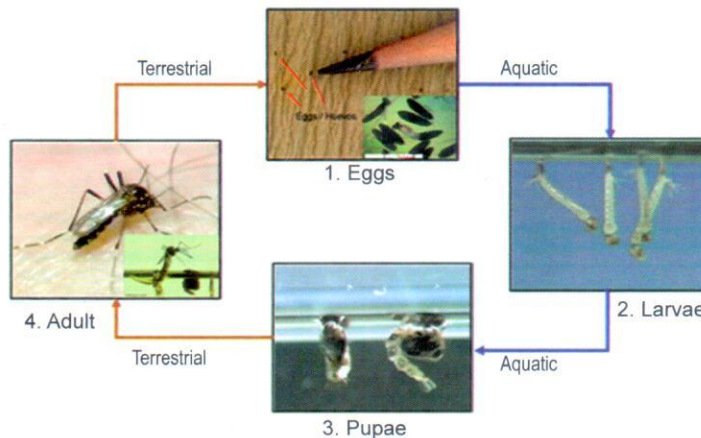 Terrestrial
Aquatic
Eggs / Huevos
1. Eggs
4. Adult
2. Larvae
Terrestrial
Aquatic
3. Pupae